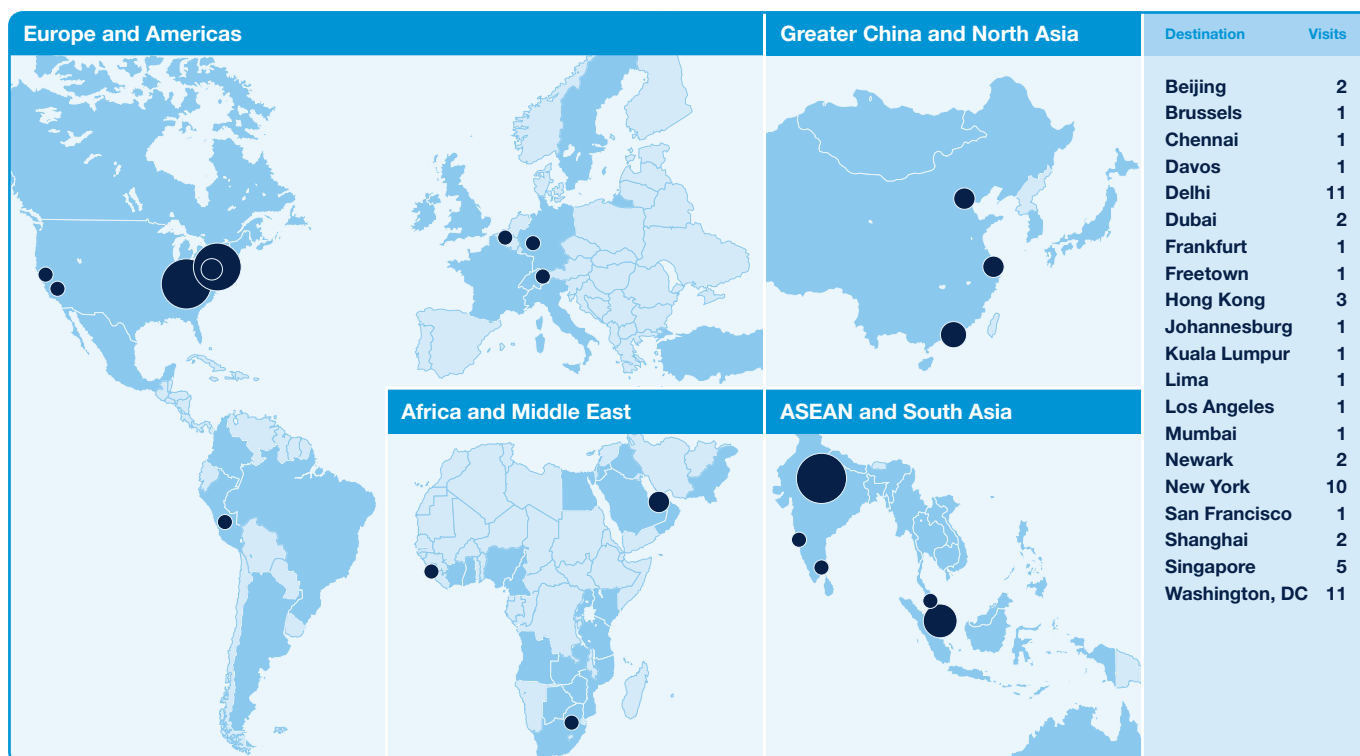 Europe and Americas
Greater China and North Asia
Africa and Middle East
ASEAN and South Asia
Destination Visits
Beijing 2
Brussels 1
Chennai 1
Davos 1
Delhi 11
Dubai 2
Frankfurt 1
Freetown 1
Hong Kong 3
Johannesburg 1
Kuala Lumpur 1
Lima 1
Los Angeles 1
Mumbai 1
Newark 2
New York 10
San Francisco 1
Shanghai 2
Singapore 5
Washington, DC 11